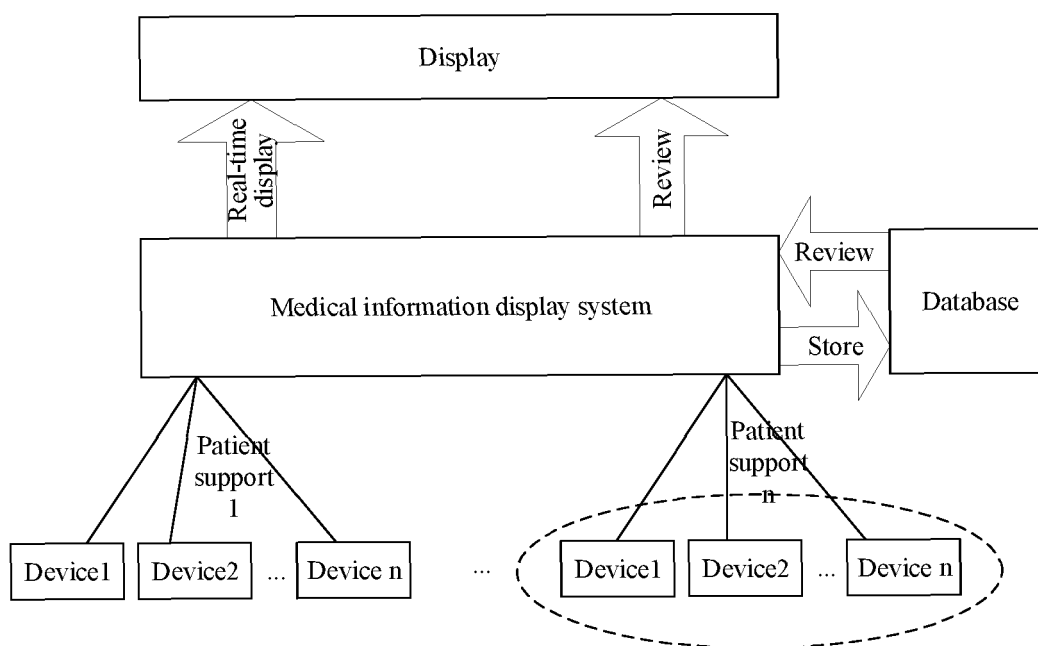 Display
Real-time
display
Review
Review
Medical information display system
Database
Store
Patient
support
1
Patient
support
n
Device1
Device2
...
Device n
...
Device1
Device2
...
Device n